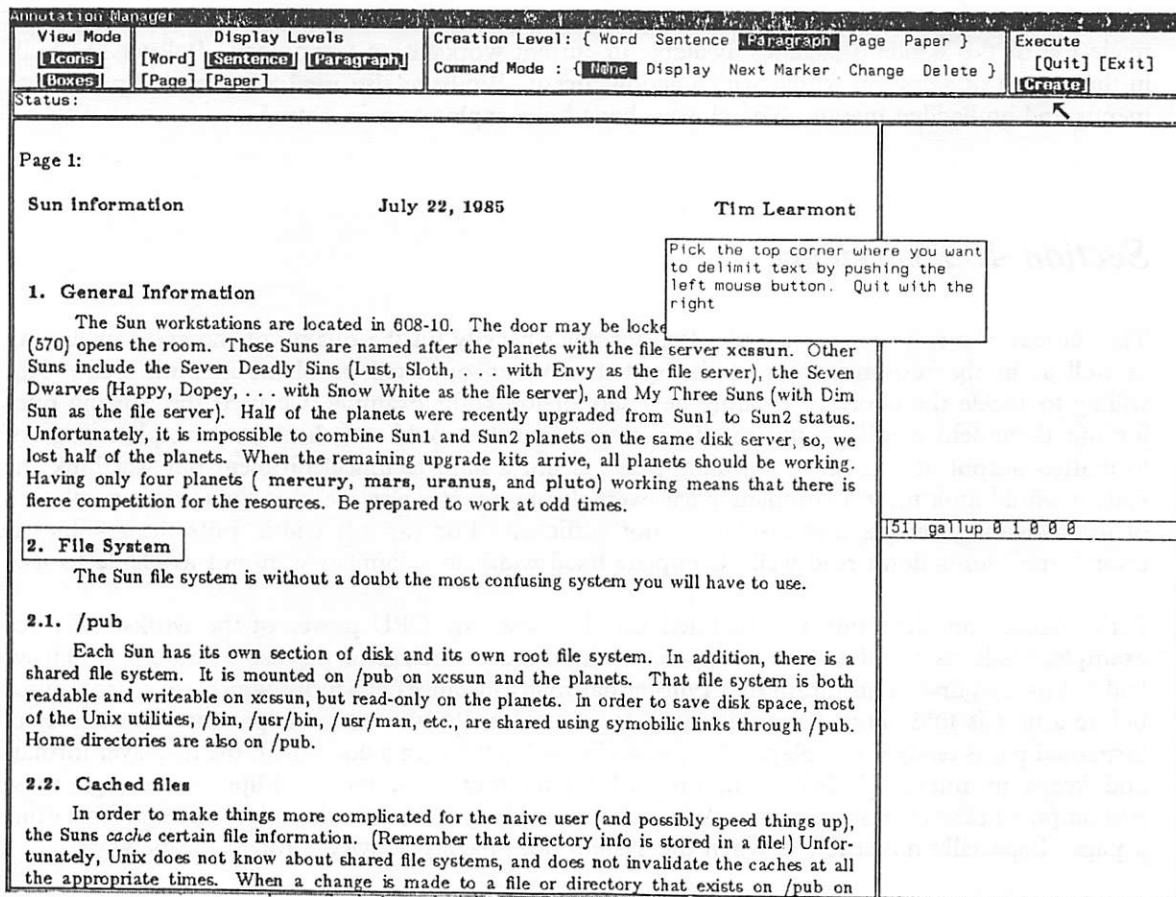 Annotation Manager
View Mode Display Levels Creation Level: { Word Sentence Paragraph Page Paper } Execute
[Icons] [Word] [Sentence] [Paragraph] Command Mode : { None Display Next Marker Change Delete } [Quit] [Exit]
[Boxes] [Page] [Paper] [Create]
Status:
Page 1:
Sun Information July 22, 1985 Tim Learmont
Pick the top corner where you want
to delimit text by pushing the
left mouse button. Quit with the
right
1. General Information
The Sun workstations are located in 608-10. The door may be locke
(570) opens the room. These Suns are named after the planets with the file server xcssun. Other
Suns include the Seven Deadly Sins (Lust, Sloth, ... with Envy as the file server), the Seven
Dwarves (Happy, Dopey, .... with Snow White as the file server), and My Three Suns (with Dim
Sun as the file server). Half of the planets were recently upgraded from Sun1 to Sun2 status.
Unfortunately, it is impossible to combine Sun1 and Sun2 planets on the same disk server, so, we
lost half of the planets. When the remaining upgrade kits arrive, all planets should be working.
Having only four planets ( mercury, mars, uranus, and pluto) working means that there is
fierce competition for the resources. Be prepared to work at odd times.
[51] gallup 0 1 0 0 0
2. File System
The Sun file system is without a doubt the most confusing system you will have to use.
2.1. /pub
Each Sun has its own section of disk and its own root file system. In addition, there is a
shared file system. It is mounted on /pub on xcssun and the planets. That file system is both
readable and writeable on xcssun, but read-only on the planets. In order to save disk space, most
of the Unix utilities, /bin, /usr/bin, /usr/man, etc., are shared using symobilic links through /pub.
Home directories are also on /pub.
2.2. Cached files
In order to make things more complicated for the naive user (and possibly speed things up),
the Suns cache certain file information. (Remember the directory info is stored in a file!) Unfor-
tunately, Unix does not know about shared file systems, and does not invalidate the caches at all
the appropriate times. When a change is made to a file or directory that exists on /pub on